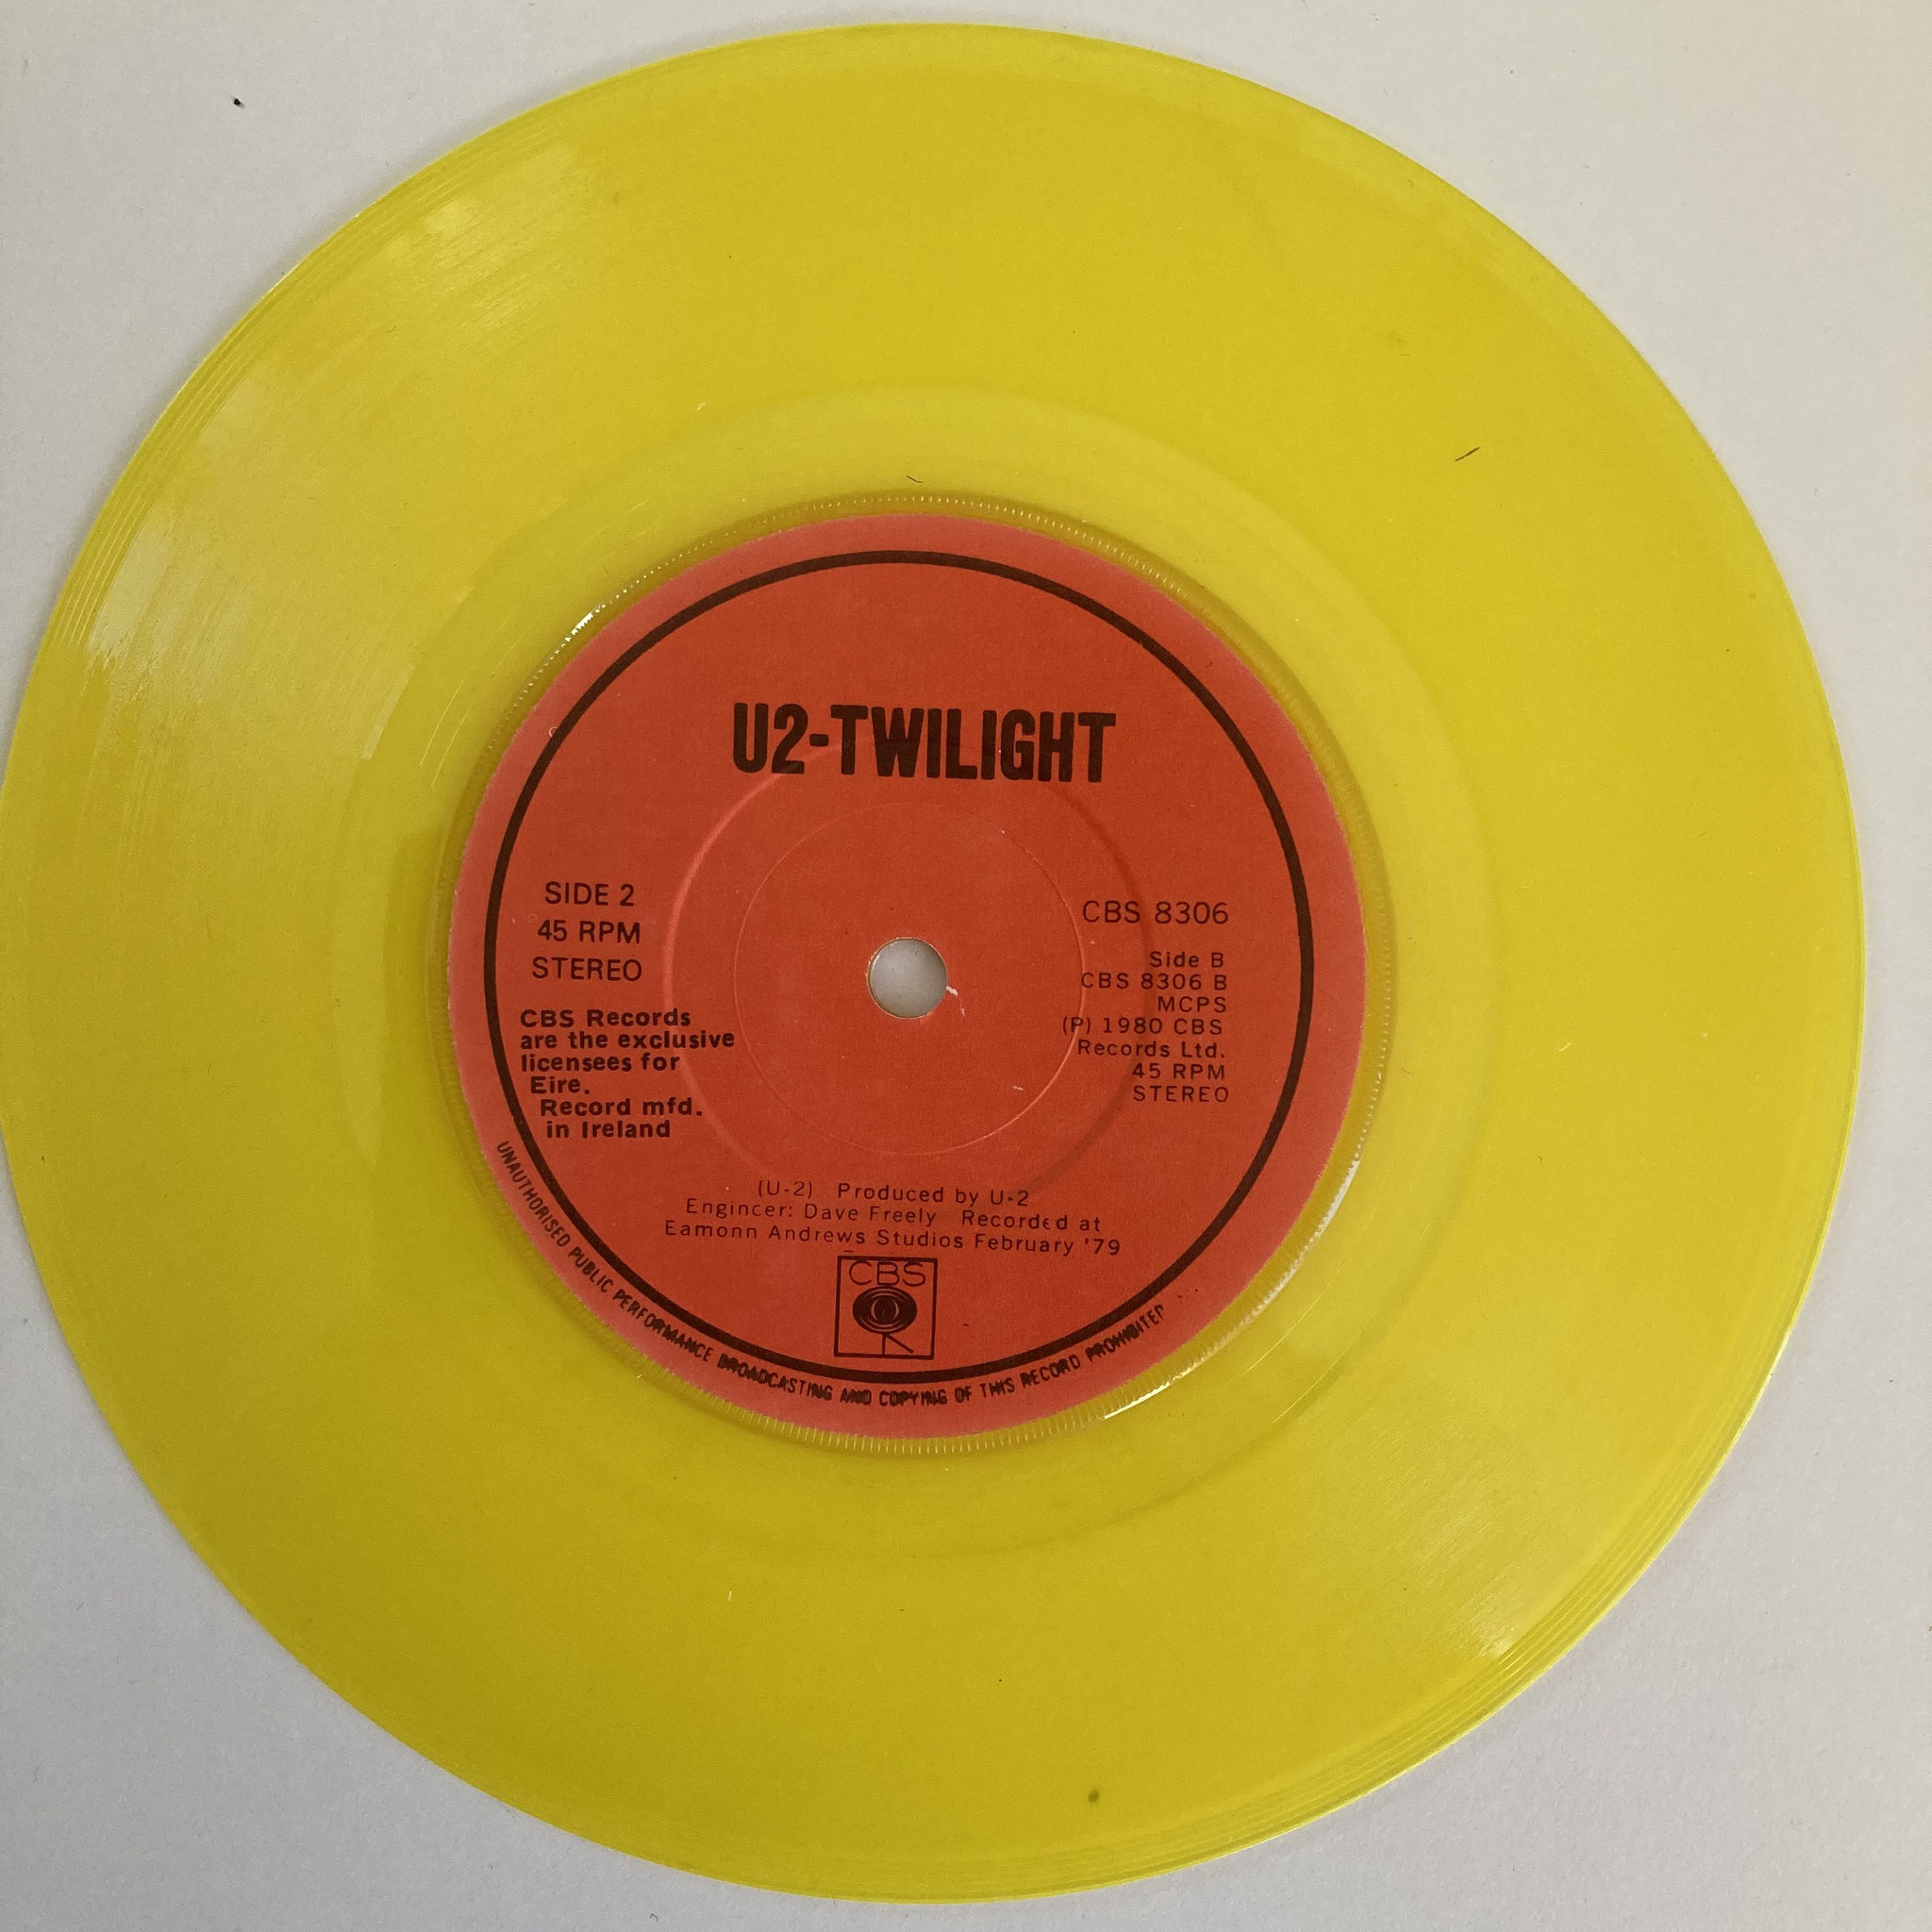 U2-TWILIGHT
SIDE 2
45 RPM
STEREO
CBS Records
are the exclusive
licensees for
Eire.
Record mfd.
in Ireland
CBS 8306
Side B
CBS 8306 B
MCPS
(P) 1980 CBS
Records Ltd.
45 RPM
STEREO
(U-2) Produced by U-2
Engineer: Dave Freely Recorded at
Eamonn Andrews Studios February '79
CBS
UNAUTHORISED PUBLIC PERFORMANCE BROADCASTING AND COPYING OF THIS RECORD PROHIBITED